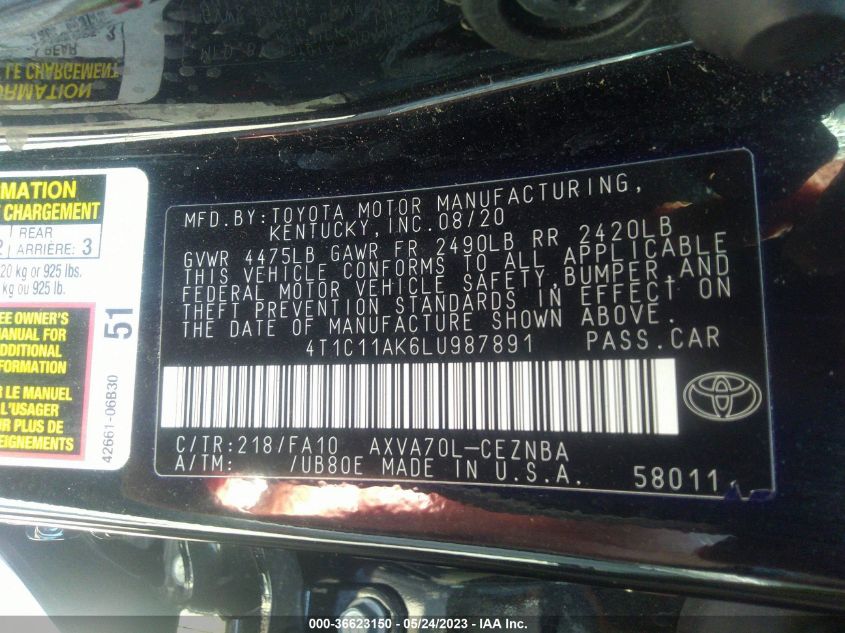 MATION
CHARGEMENT
REAR
ARRIÈRE: 3
20 kg or 925 lbs.
kg ou 925 lb.
EE OWNER'S
MANUAL FOR
ADDITIONAL
INFORMATION
LE MANUEL
L'USAGER
PLUS DE
SEIGNEMENTS
51
42661-06B30
MFD.BY:TOYOTA MOTOR MANUFACTURING,
KENTUCKY,INC.08/20
GVWR 4475LB GAWR FR 2490LB RR 2420LB
THIS VEHICLE CONFORMS TO ALL APPLICABLE
FEDERAL MOTOR VEHICLE SAFETY,BUMPER,AND
THEFT PREVENTION STANDARDS IN EFFECT ON
THE DATE OF MANUFACTURE SHOWN ABOVE.
4T1C11AK6LU987891 PASS.CAR
C/TR:218/FA10 AXVA70L-CEZNBA
A/TM: /UB80E MADE IN U.S.A.
58011
000-36623150 - 05/24/2023 - IAA Inc.